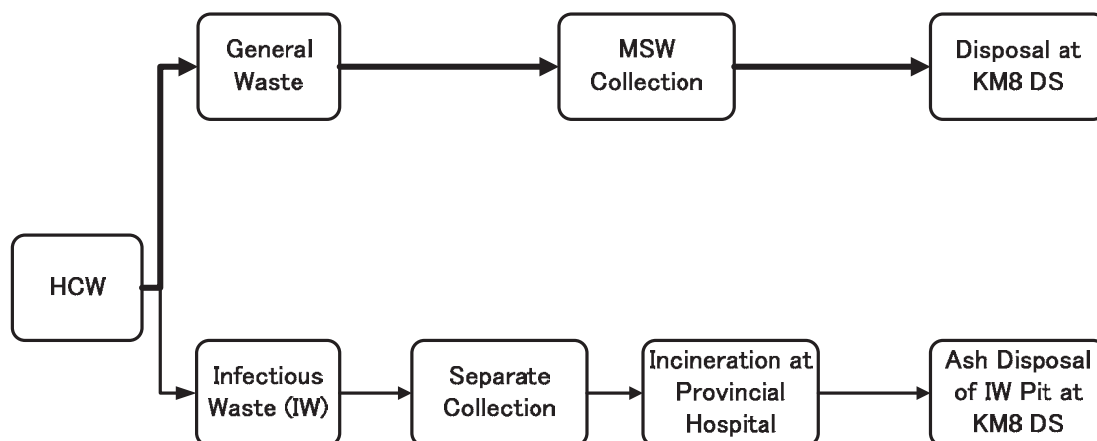 General
Waste
MSW
Collection
Disposal at
KM8 DS
HCW
Infectious
Waste (IW)
Separate
Collection
Incineration at
Provincial
Hospital
Ash Disposal
of IW Pit at
KM8 DS